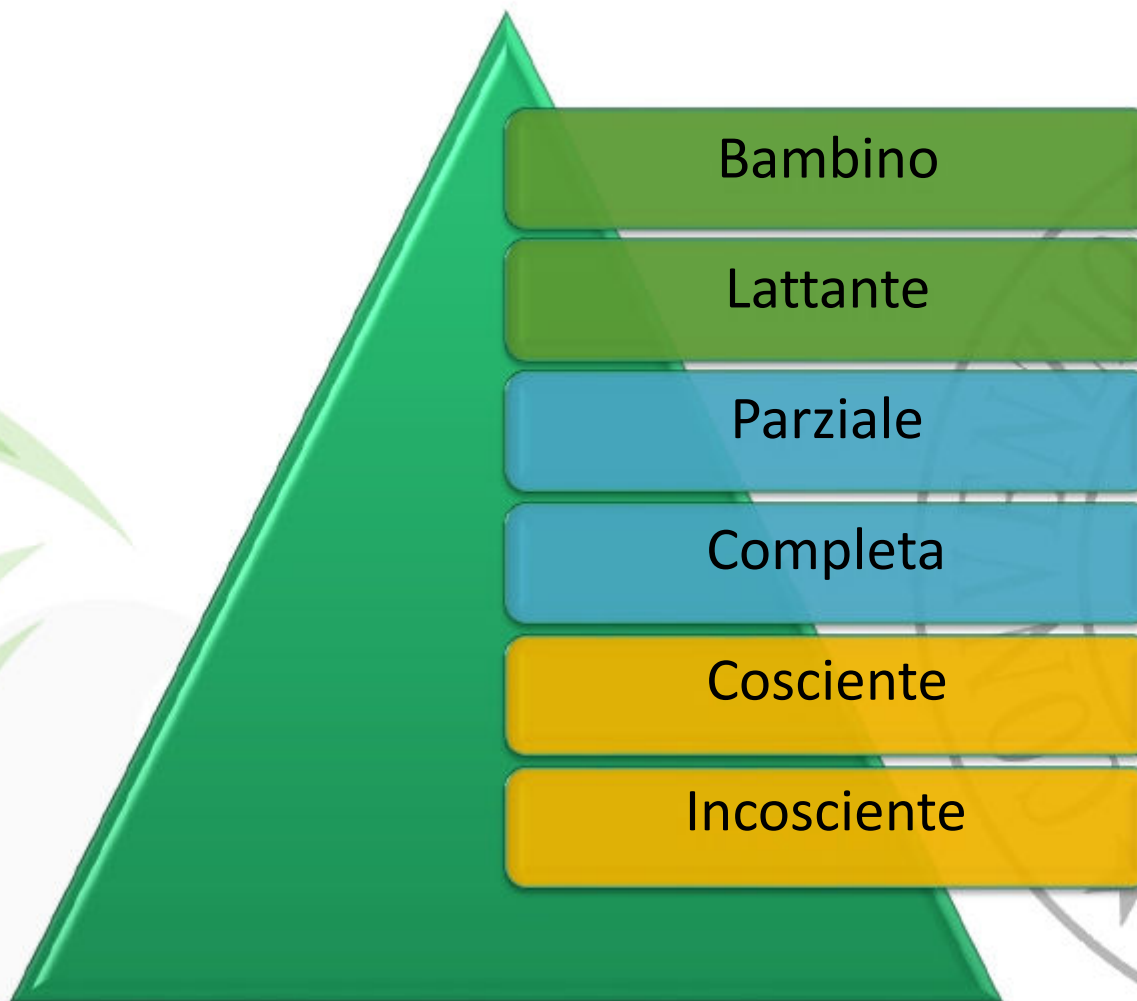 Bambino
Lattante
Parziale
Completa
Cosciente
Incosciente